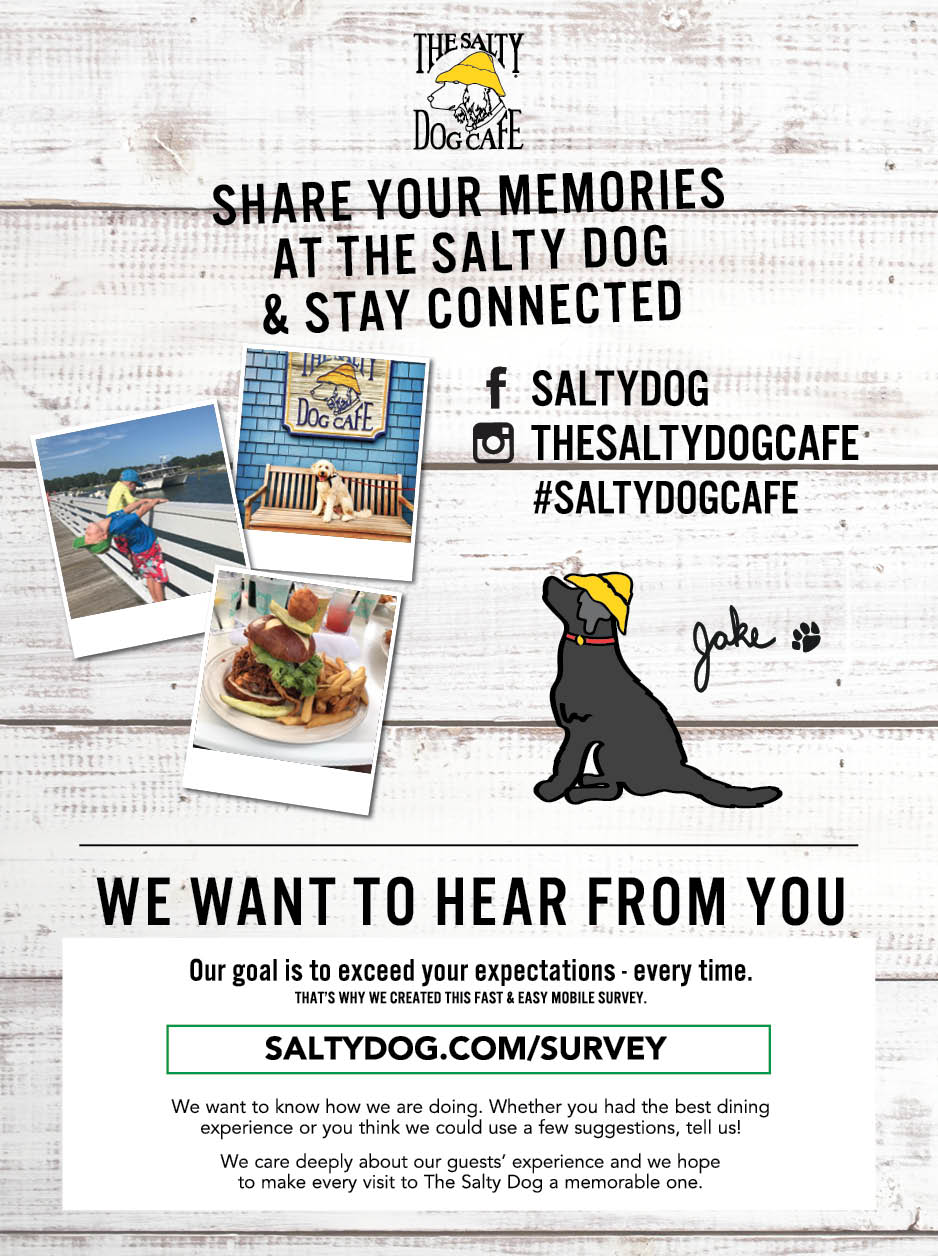 THE SALTY
DOG CAFE
SHARE YOUR MEMORIES
AT THE SALTY DOG
& STAY CONNECTED
THE SALTY
DOG CAFE
f SALTYDOG
THESALTYDOGCAFE
#SALTYDOGCAFE
Jake
WE WANT TO HEAR FROM YOU
Our goal is to exceed your expectations - every time.
THAT'S WHY WE CREATED THIS FAST & EASY MOBILE SURVEY.
SALTYDOG.COM/SURVEY
We want to know how we are doing. Whether you had the best dining
experience or you think we could use a few suggestions, tell us!
We care deeply about our guests' experience and we hope
to make every visit to The Salty Dog a memorable one.